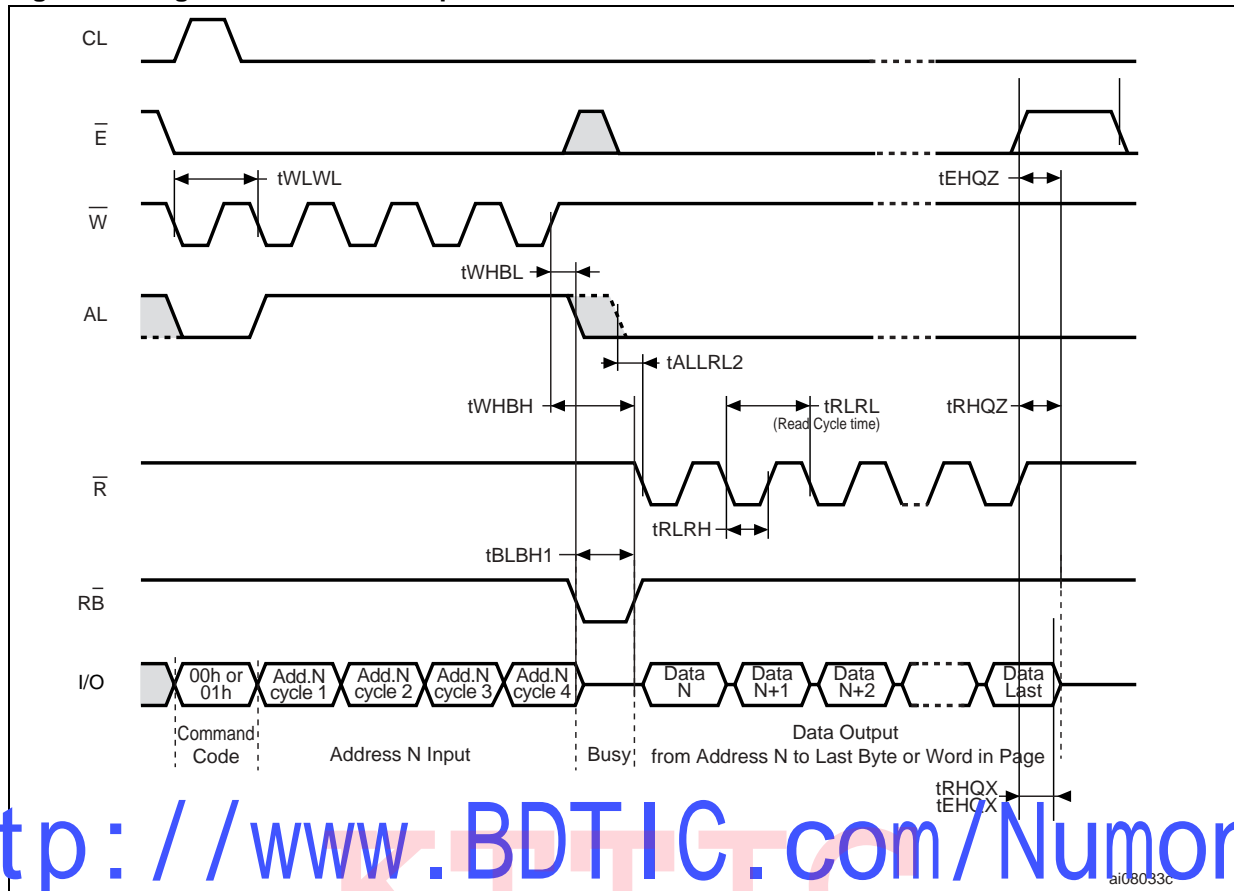 CL
E
tWLWL
tEHQZ
W
tWHBL
AL
tALLRL2
tWHBH
tRLRL
(Read Cycle time)
tRHQZ
R
tRLRH
tBLBH1
RB
I/O
00h or 01h
Add.N cycle 1
Add.N cycle 2
Add.N cycle 3
Add.N cycle 4
Data N
Data N+1
Data N+2
Data Last
Command Code
Address N Input
Busy
Data Output
from Address N to Last Byte or Word in Page
tRHQX
tEHQX
tp://www.BDTIC.com/Numon
ai08033c